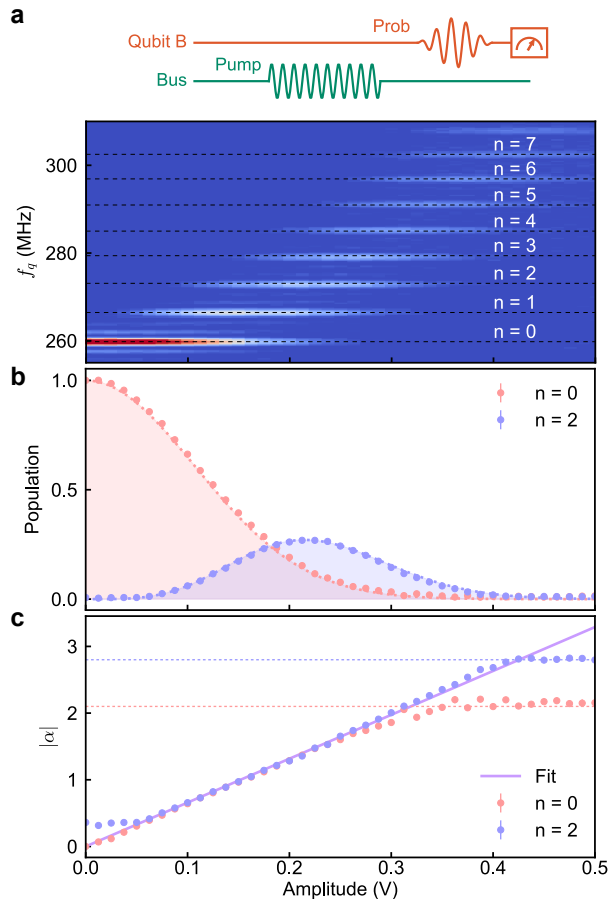 a
Prob
Qubit B
Pump
Bus
300
280
260
f_q (MHz)
n = 7
n = 6
n = 5
n = 4
n = 3
n = 2
n = 1
n = 0
b
1.0
0.5
0.0
Population
n = 0
n = 2
c
3
2
1
0
|α|
Fit
n = 0
n = 2
0.0 0.1 0.2 0.3 0.4 0.5
Amplitude (V)